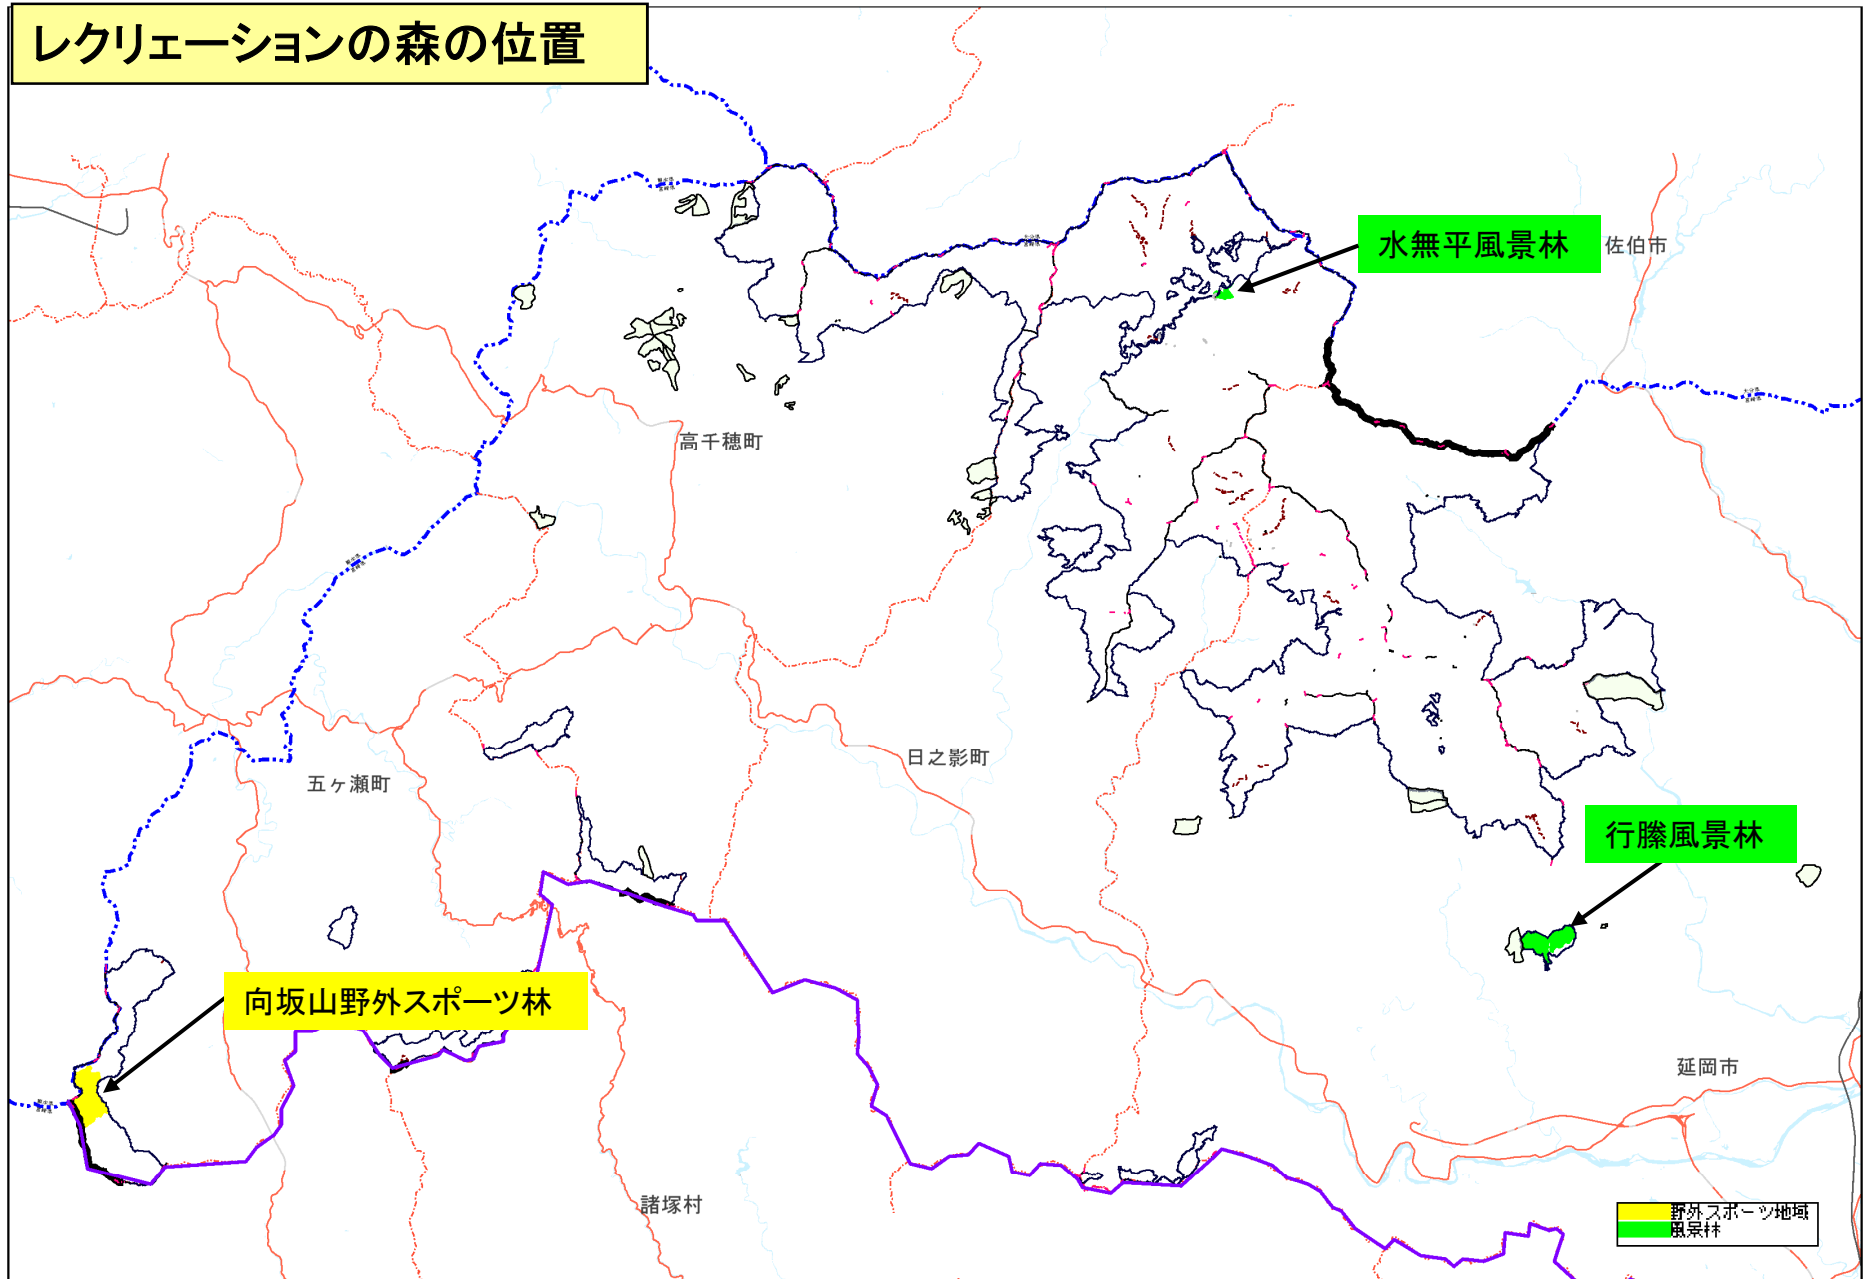 レクリェーションの森の位置
水無平風景林
佐伯市
高千穂町
日之影町
五ヶ瀬町
行縢風景林
向坂山野外スポーツ林
延岡市
諸塚村
野外スポーツ地域
風景林